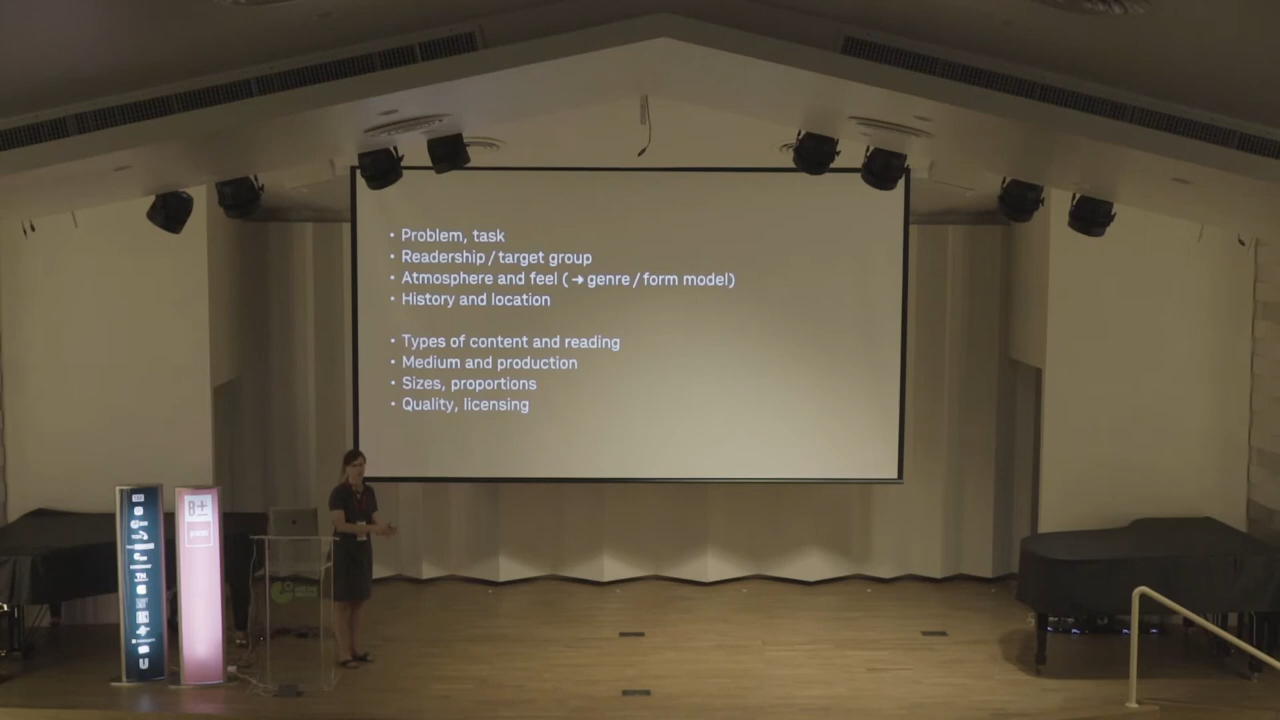 • Problem, task
• Readership / target group
• Atmosphere and feel (➔ genre / form model)
• History and location
• Types of content and reading
• Medium and production
• Sizes, proportions
• Quality, licensing
B±